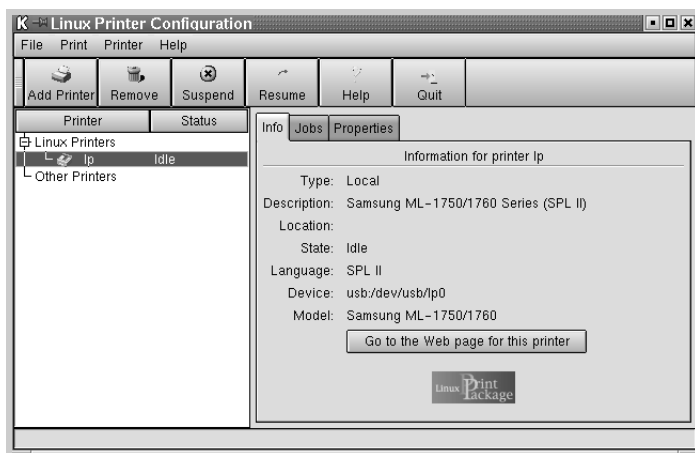 Linux Printer Configuration
File Print Printer Help
Add Printer Remove Suspend Resume Help Quit
Printer Status
Linux Printers
lp Idle
Other Printers
Info Jobs Properties
Information for printer lp
Type: Local
Description: Samsung ML-1750/1760 Series (SPL II)
Location:
State: Idle
Language: SPL II
Device: usb:/dev/usb/lp0
Model: Samsung ML-1750/1760
Go to the Web page for this printer
Linux Print
Package